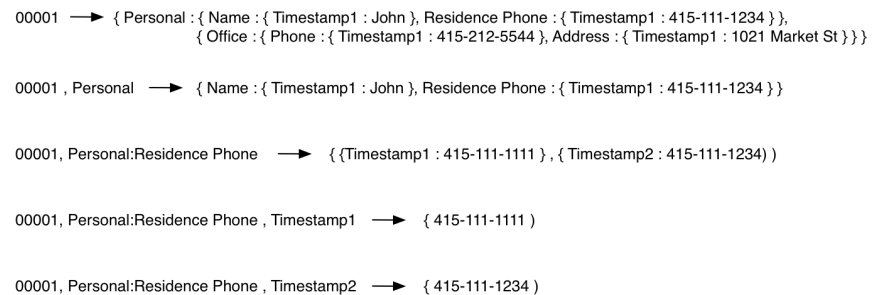 00001 → { Personal : { Name : { Timestamp1 : John }, Residence Phone : { Timestamp1 : 415-111-1234 } },
{ Office : { Phone : { Timestamp1 : 415-212-5544 }, Address : { Timestamp1 : 1021 Market St } } }
00001 , Personal → { Name : { Timestamp1 : John }, Residence Phone : { Timestamp1 : 415-111-1234 } }
00001, Personal:Residence Phone → { {Timestamp1 : 415-111-1111 } , { Timestamp2 : 415-111-1234) )
00001, Personal:Residence Phone , Timestamp1 → { 415-111-1111 )
00001, Personal:Residence Phone , Timestamp2 → { 415-111-1234 )